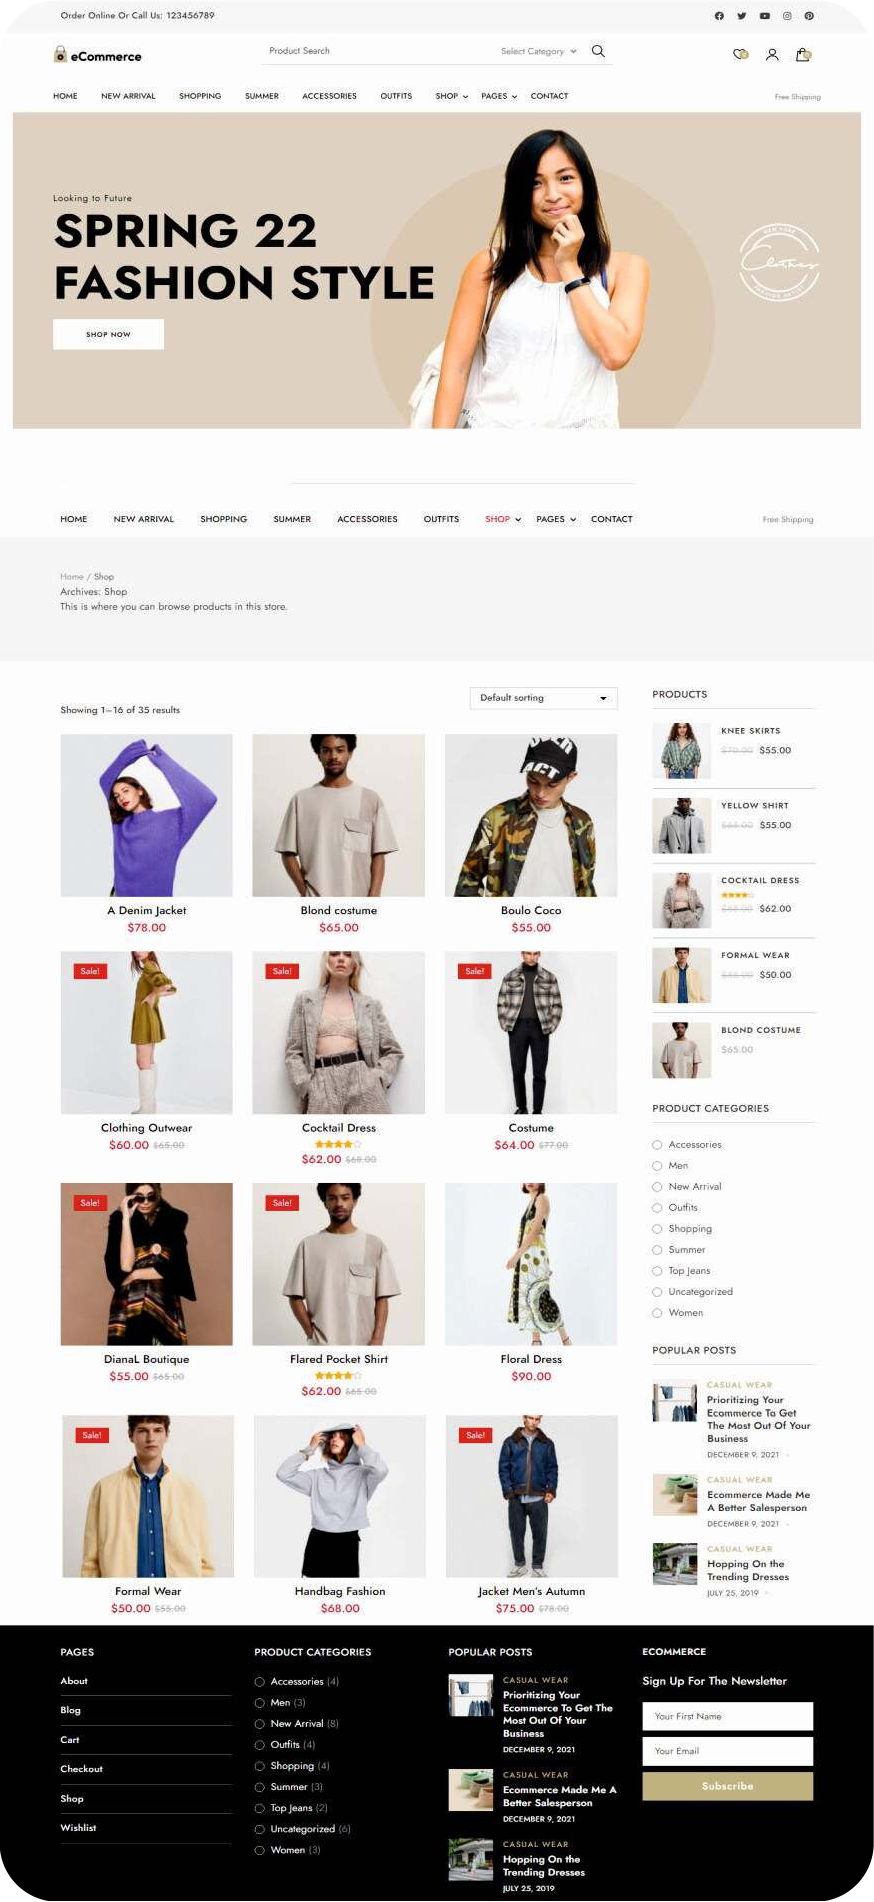 Order Online Or Call Us: 123456789
eCommerce
Product Search
Select Category
HOME NEW ARRIVAL SHOPPING SUMMER ACCESSORIES OUTFITS SHOP PAGES CONTACT
Free Shipping
Looking to Future
SPRING 22
FASHION STYLE
SHOP NOW
NEW YORK
Clothes
HOME NEW ARRIVAL SHOPPING SUMMER ACCESSORIES OUTFITS SHOP PAGES CONTACT
Free Shipping
Home / Shop
Archives: Shop
This is where you can browse products in this store.
Showing 1–16 of 35 results
Default sorting
ACT
A Denim Jacket
$78.00
Blond costume
$65.00
Boulo Coco
$55.00
Sale!
Clothing Outwear
$60.00 $65.00
Sale!
Cocktail Dress
$62.00 $68.00
Sale!
Costume
$64.00 $77.00
Sale!
DianaL Boutique
$55.00 $65.00
Sale!
Flared Pocket Shirt
$62.00 $65.00
Floral Dress
$90.00
Sale!
Formal Wear
$50.00 $55.00
Handbag Fashion
$68.00
Sale!
Jacket Men's Autumn
$75.00 $78.00
PRODUCTS
KNEE SKIRTS
$70.00 $55.00
YELLOW SHIRT
$55.00
COCKTAIL DRESS
$68.00 $62.00
FORMAL WEAR
$55.00 $50.00
BLOND COSTUME
$65.00
PRODUCT CATEGORIES
Accessories
Men
New Arrival
Outfits
Shopping
Summer
Top Jeans
Uncategorized
Women
POPULAR POSTS
CASUAL WEAR
Prioritizing Your
Ecommerce To Get
The Most Out Of Your
Business
DECEMBER 9, 2021 -
CASUAL WEAR
Ecommerce Made Me
A Better Salesperson
DECEMBER 9, 2021 -
CASUAL WEAR
Hopping On the
Trending Dresses
JULY 25, 2019 -
PAGES
About
Blog
Cart
Checkout
Shop
Wishlist
PRODUCT CATEGORIES
Accessories (4)
Men (3)
New Arrival (8)
Outfits (4)
Shopping (4)
Summer (3)
Top Jeans (2)
Uncategorized (6)
Women (3)
POPULAR POSTS
CASUAL WEAR
Prioritizing Your
Ecommerce To Get The
Most Out Of Your
Business
DECEMBER 9, 2021
CASUAL WEAR
Ecommerce Made Me A
Better Salesperson
DECEMBER 9, 2021
CASUAL WEAR
Hopping On the
Trending Dresses
JULY 25, 2019
ECOMMERCE
Sign Up For The Newsletter
Your First Name
Your Email
Subscribe